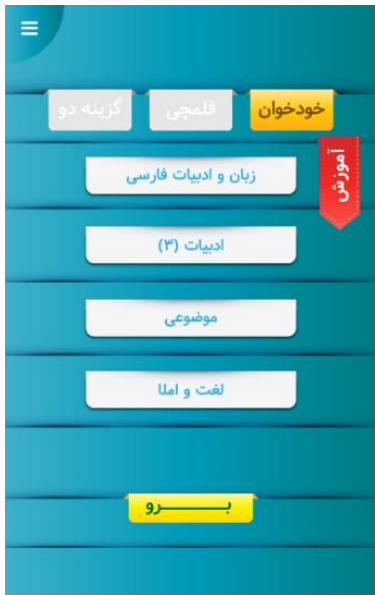 خودخوان قلمچی گزینه دو
آموزش
زبان و ادبیات فارسی
ادبیات (۳)
موضوعی
لغت و املا
بـــــرو